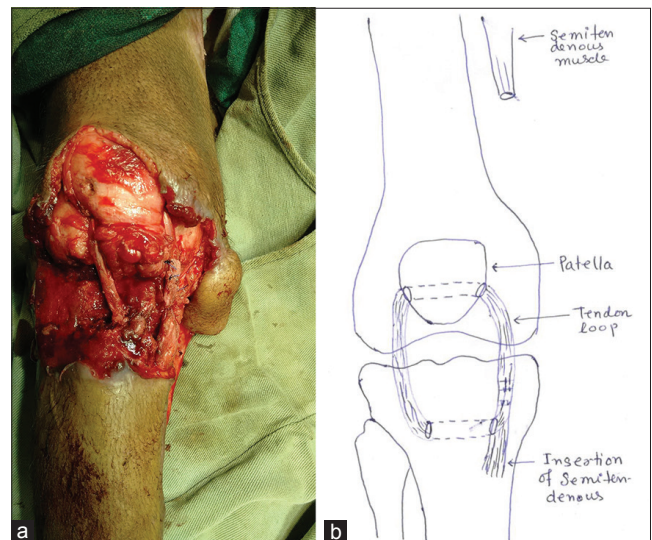 a
b
Semiten
denous
muscle
Patella
Tendon
loop
Insertion
of Semiten-
denous